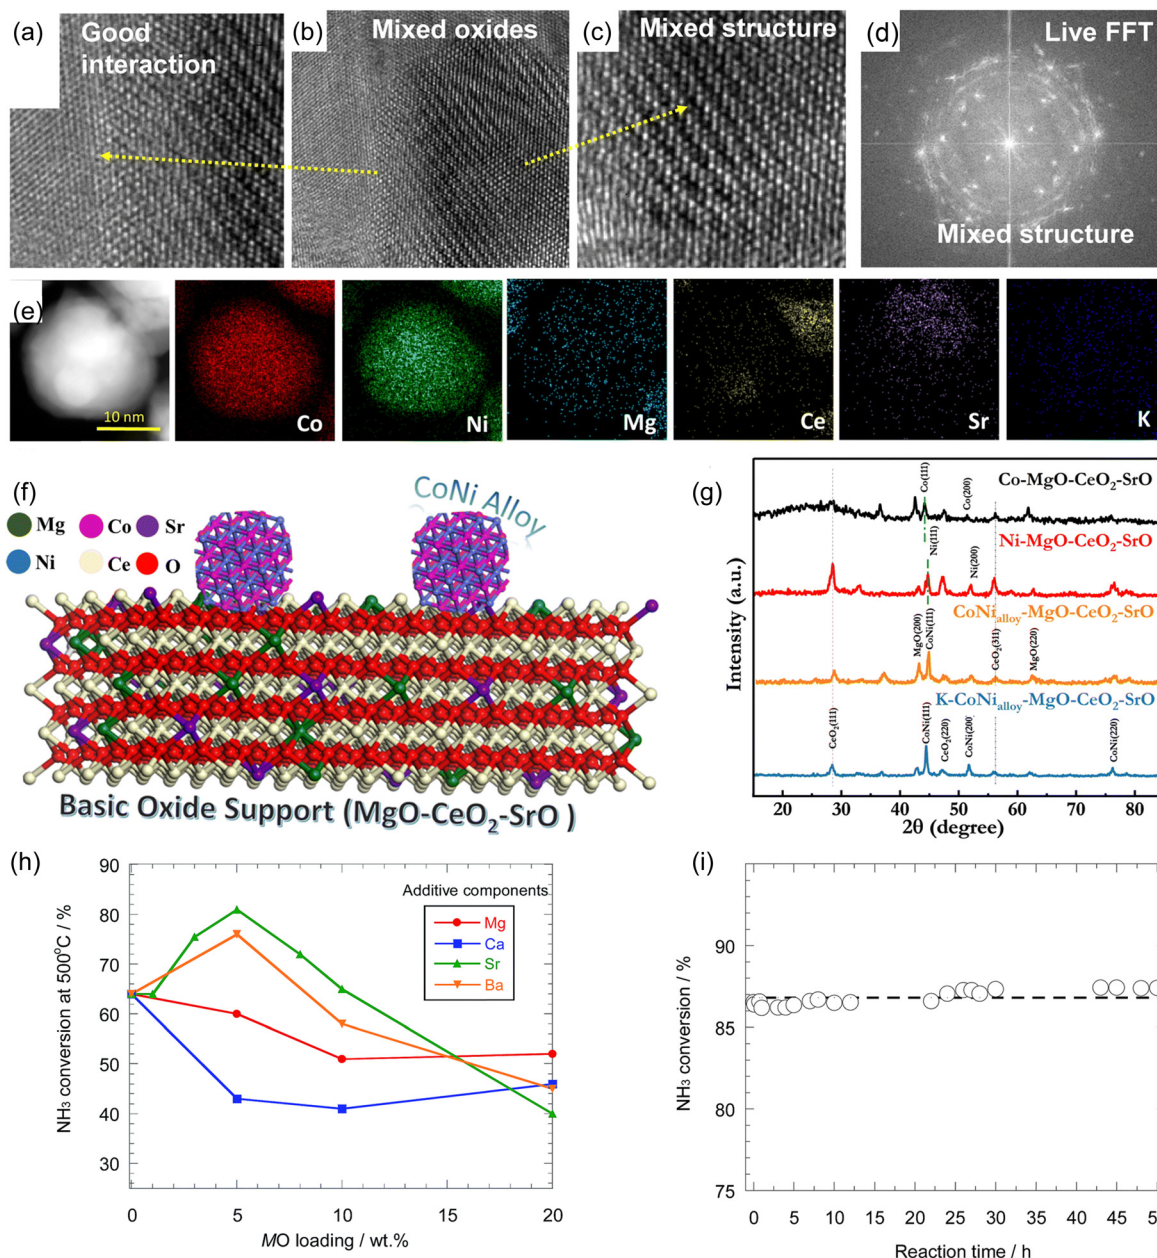 (a)
Good
interaction
(b)
Mixed oxides
(c)
Mixed structure
(d)
Live FFT
Mixed structure
(e)
10 nm
Co
Ni
Mg
Ce
Sr
K
(f)
CoNi Alloy
Mg
Co
Sr
Ni
Ce
O
Basic Oxide Support (MgO-CeO₂-SrO )
(g)
Co-MgO-CeO₂-SrO
Co(111)
Co(200)
Ni-MgO-CeO₂-SrO
Ni(111)
Ni(200)
CoNialloy-MgO-CeO₂-SrO
MgO(200)
CoNi(111)
CeO₂(311)
MgO(220)
K-CoNialloy-MgO-CeO₂-SrO
CeO₂(111)
CoNi(111)
CeO₂(220)
CoNi(200)
CoNi(220)
Intensity (a.u.)
20 30 40 50 60 70 80
2θ (degree)
(h)
Additive components
Mg
Ca
Sr
Ba
NH₃ conversion at 500°C / %
90
80
70
60
50
40
30
0 5 10 15 20
MO loading / wt.%
(i)
NH₃ conversion / %
90
85
80
75
0 5 10 15 20 25 30 35 40 45 50
Reaction time / h